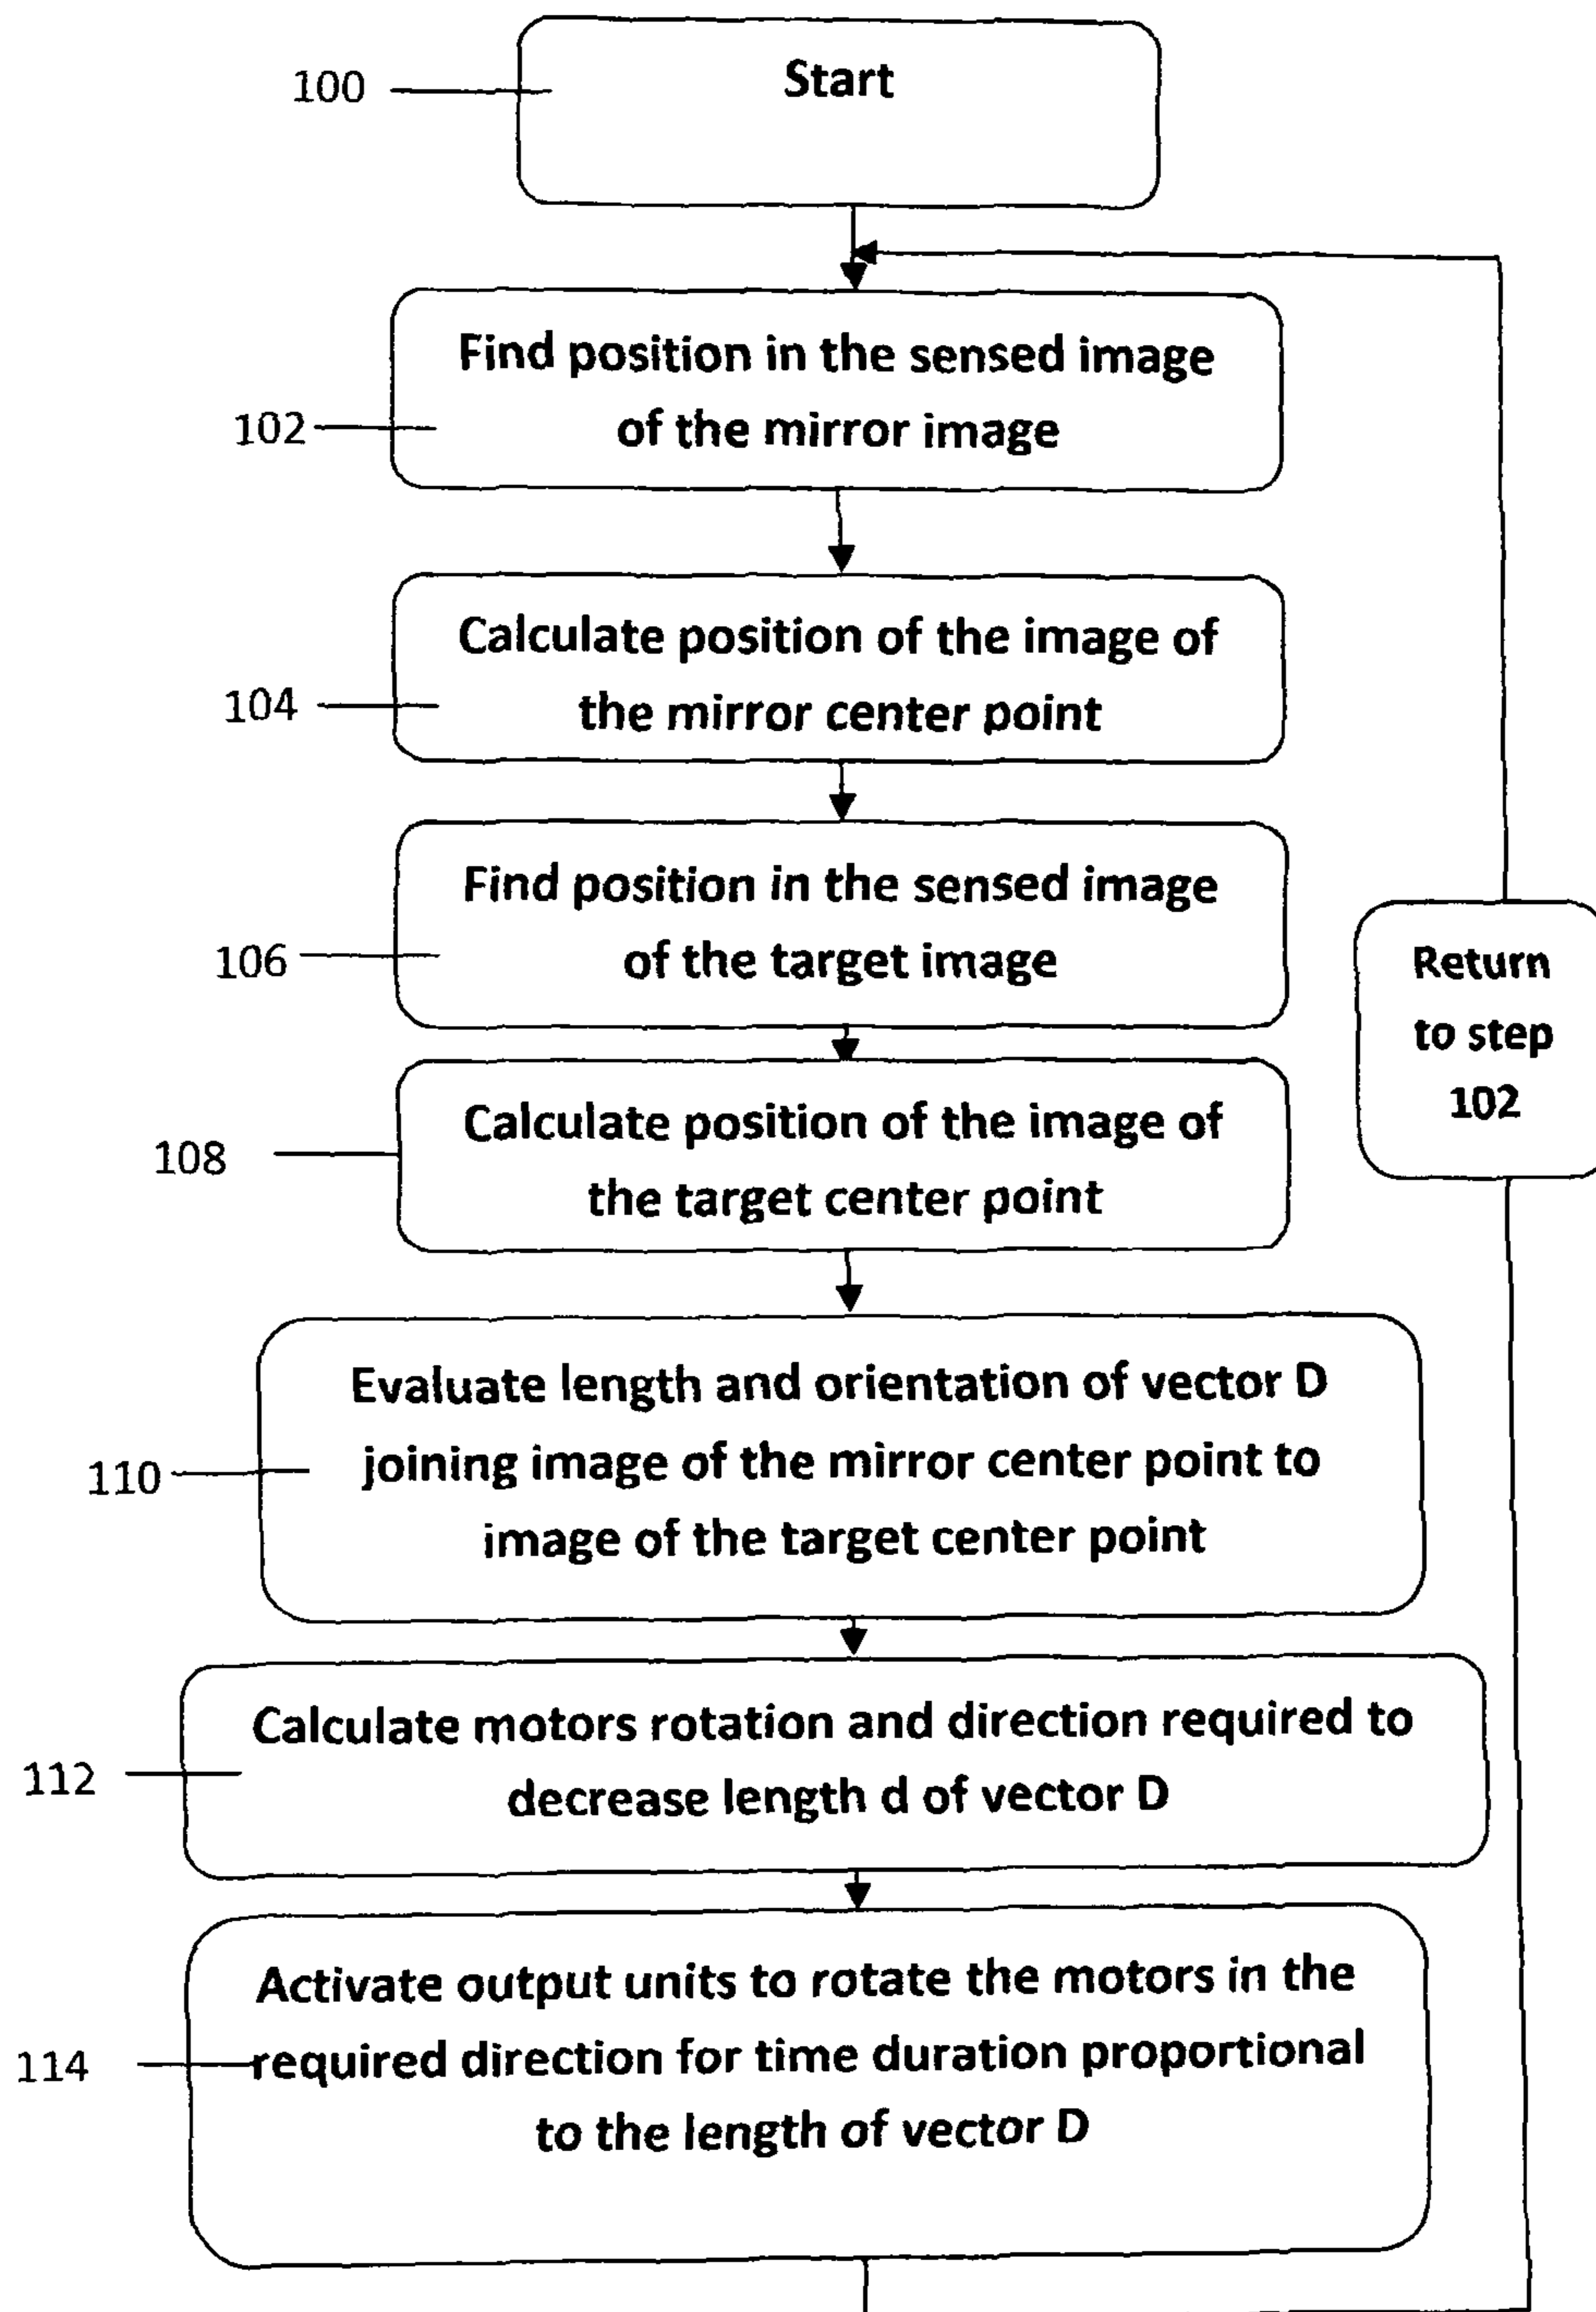 100
Start
Find position in the sensed image
102
of the mirror image
Calculate position of the image of
104
the mirror center point
Find position in the sensed image
106
of the target image
Return
to step
102
108
Calculate position of the image of
the target center point
Evaluate length and orientation of vector D
110
joining image of the mirror center point to
image of the target center point
Calculate motors rotation and direction required to
112
decrease length d of vector D
Activate output units to rotate the motors in the
114
required direction for time duration proportional
to the length of vector D